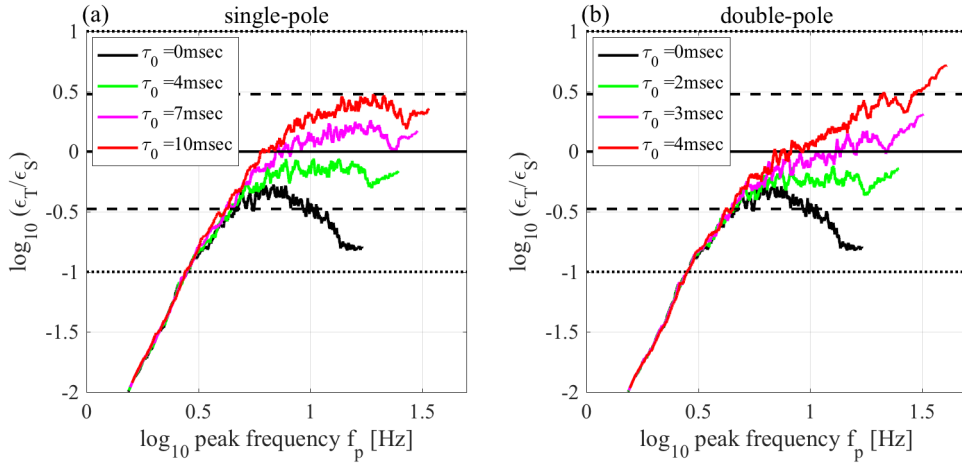 (a) single-pole
τ0 =0msec
τ0 =4msec
τ0 =7msec
τ0 =10msec
log10 (ϵT/ϵS)
1
0.5
0
-0.5
-1
-1.5
-2
0 0.5 1 1.5
log10 peak frequency fp [Hz]
(b) double-pole
τ0 =0msec
τ0 =2msec
τ0 =3msec
τ0 =4msec
log10 (ϵT/ϵS)
1
0.5
0
-0.5
-1
-1.5
-2
0 0.5 1 1.5
log10 peak frequency fp [Hz]